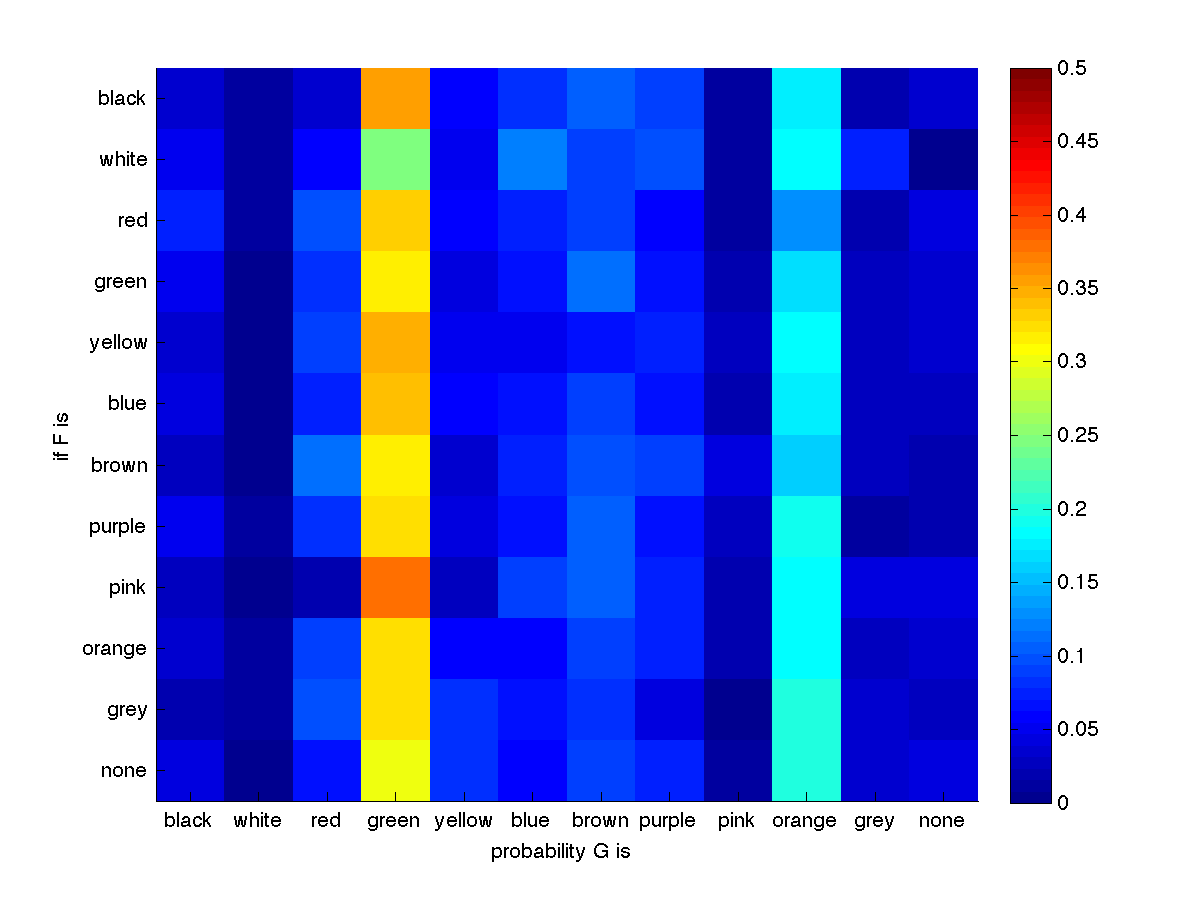 black
white
red
green
yellow
blue
brown
purple
pink
orange
grey
none
if F is
black white red green yellow blue brown purple pink orange grey none
probability G is
0.5
0.45
0.4
0.35
0.3
0.25
0.2
0.15
0.1
0.05
0